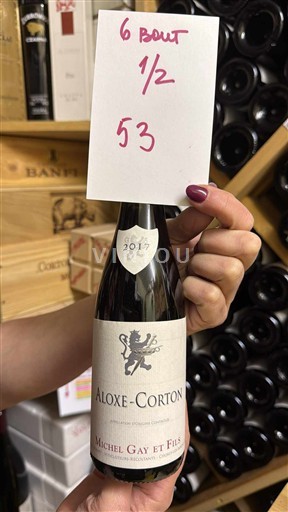 6 BOUT
1/2
53
BANFI
CORTON
2017
ALOXE-CORTON
MICHEL GAY ET FILS